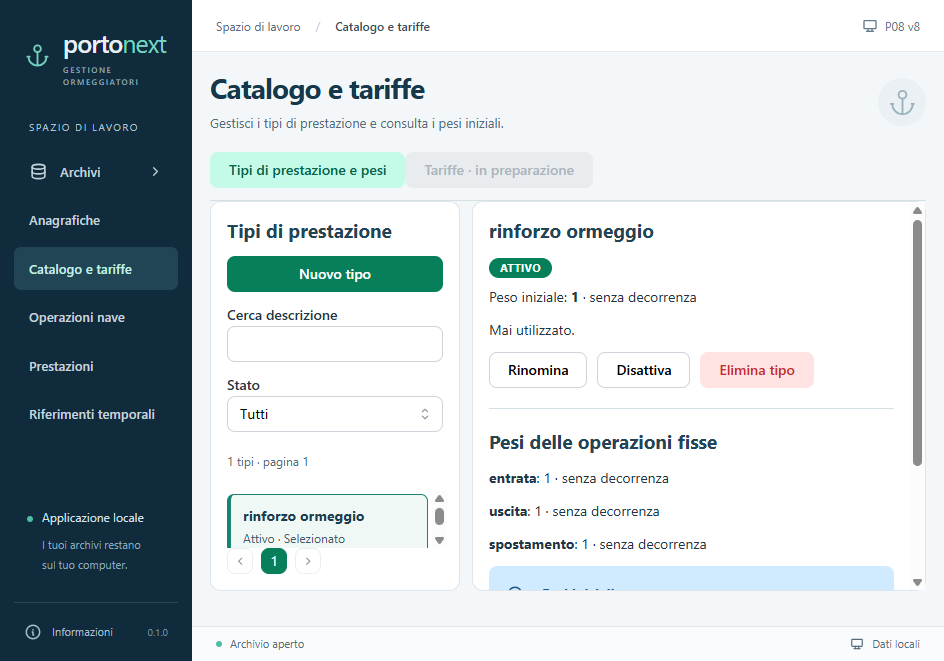 portonext
GESTIONE
ORMEGGIATORI
SPAZIO DI LAVORO
Archivi
Anagrafiche
Catalogo e tariffe
Operazioni nave
Prestazioni
Riferimenti temporali
Applicazione locale
I tuoi archivi restano
sul tuo computer.
Informazioni 0.1.0
Spazio di lavoro / Catalogo e tariffe
P08 v8
Catalogo e tariffe
Gestisci i tipi di prestazione e consulta i pesi iniziali.
Tipi di prestazione e pesi
Tariffe · in preparazione
Tipi di prestazione
Nuovo tipo
Cerca descrizione
Stato
Tutti
1 tipi · pagina 1
rinforzo ormeggio
Attivo · Selezionato
1
rinforzo ormeggio
ATTIVO
Peso iniziale: 1 · senza decorrenza
Mai utilizzato.
Rinomina
Disattiva
Elimina tipo
Pesi delle operazioni fisse
entrata: 1 · senza decorrenza
uscita: 1 · senza decorrenza
spostamento: 1 · senza decorrenza
Archivio aperto
Dati locali